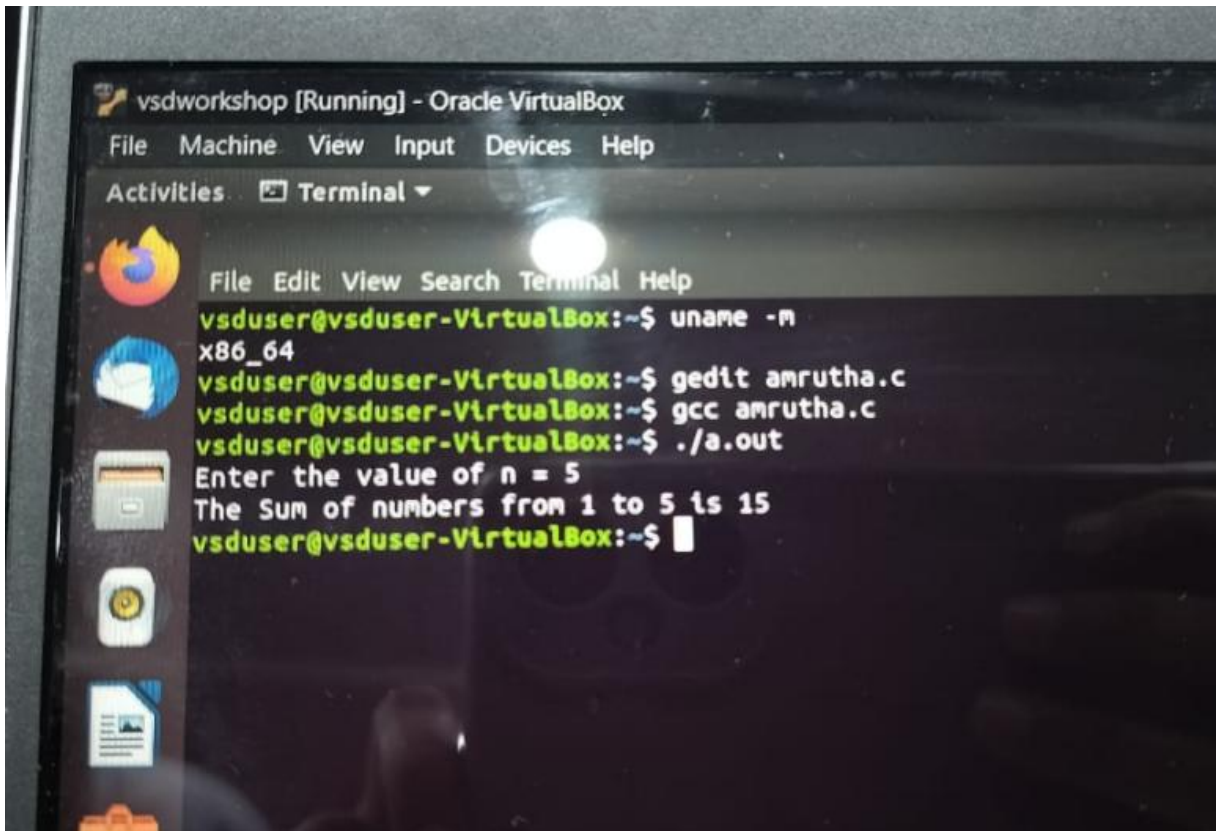 vsdworkshop [Running] - Oracle VirtualBox
File Machine View Input Devices Help
Activities Terminal
File Edit View Search Terminal Help
vsduser@vsduser-VirtualBox:~$ uname -m
x86_64
vsduser@vsduser-VirtualBox:~$ gedit amrutha.c
vsduser@vsduser-VirtualBox:~$ gcc amrutha.c
vsduser@vsduser-VirtualBox:~$ ./a.out
Enter the value of n = 5
The Sum of numbers from 1 to 5 is 15
vsduser@vsduser-VirtualBox:~$